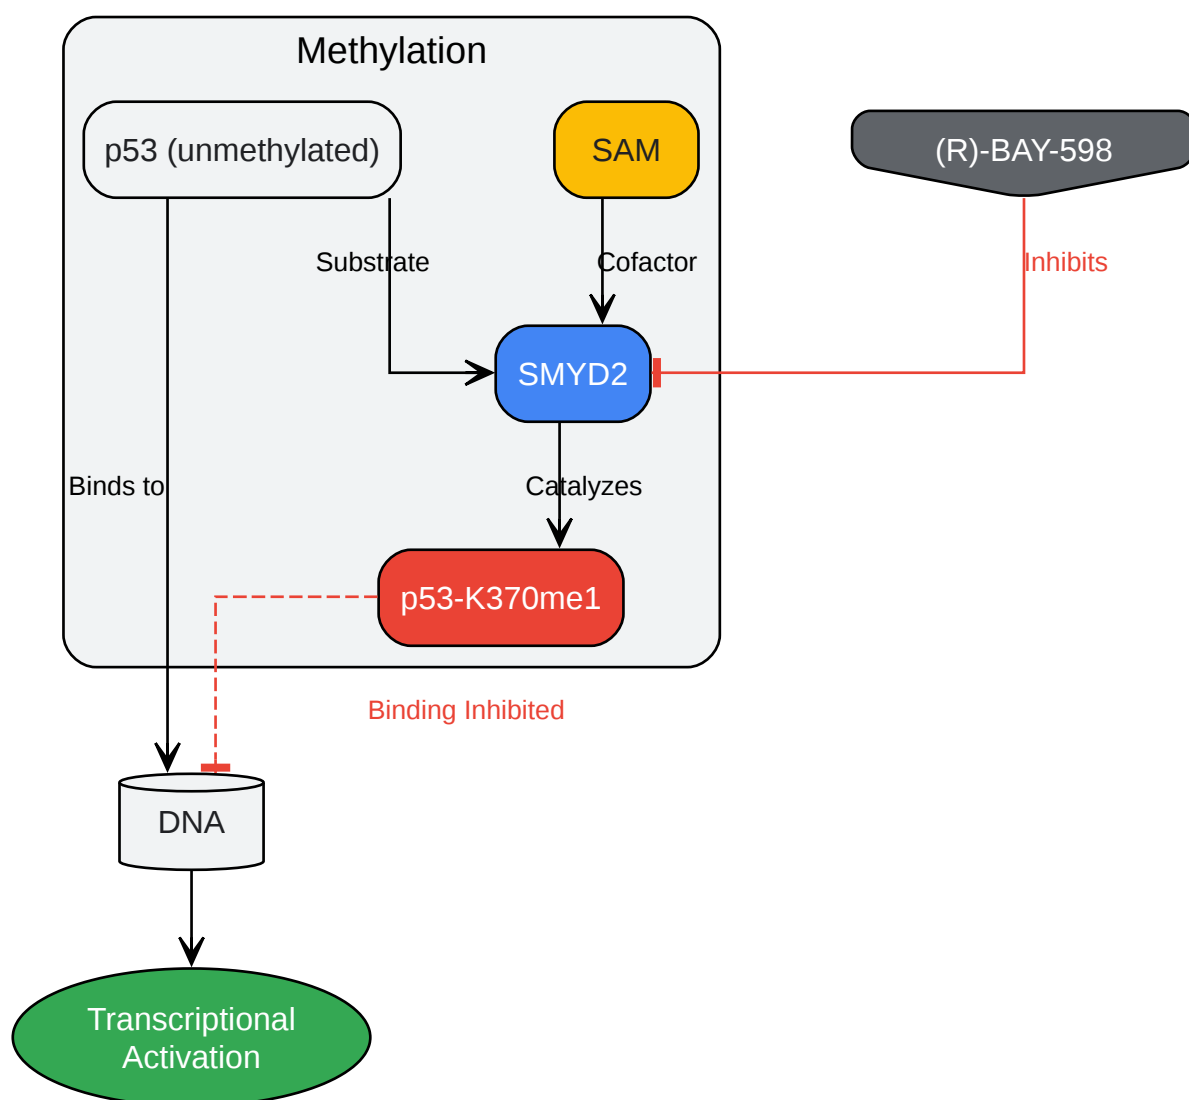 Methylation
p53 (unmethylated)
SAM
(R)-BAY-598
Substrate
Cofactor
Inhibits
SMYD2
Binds to
Catalyzes
p53-K370me1
Binding Inhibited
DNA
Transcriptional
Activation